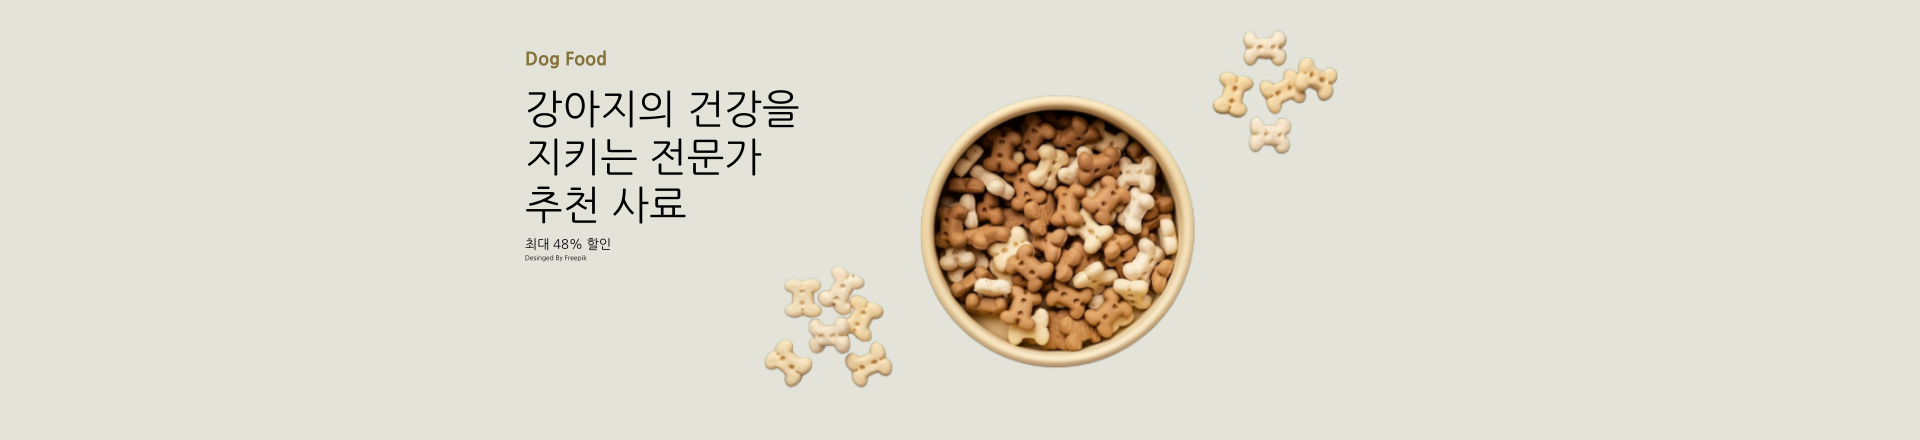 Dog Food
강아지의 건강을
지키는 전문가
추천 사료
최대 48% 할인
Desinged By Freepik